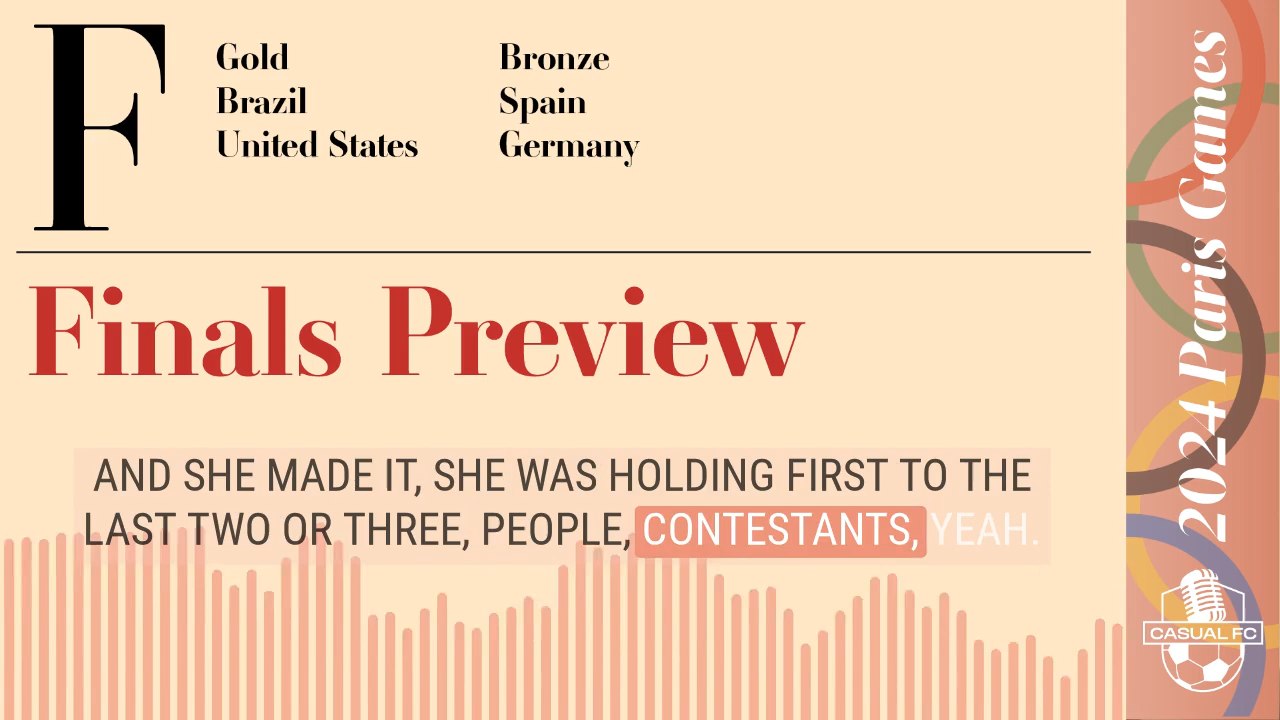 F
Gold
Brazil
United States
Bronze
Spain
Germany
Finals Preview
AND SHE MADE IT, SHE WAS HOLDING FIRST TO THE
LAST TWO OR THREE, PEOPLE, CONTESTANTS, YEAH.
2024 Paris Games
CASUAL FC